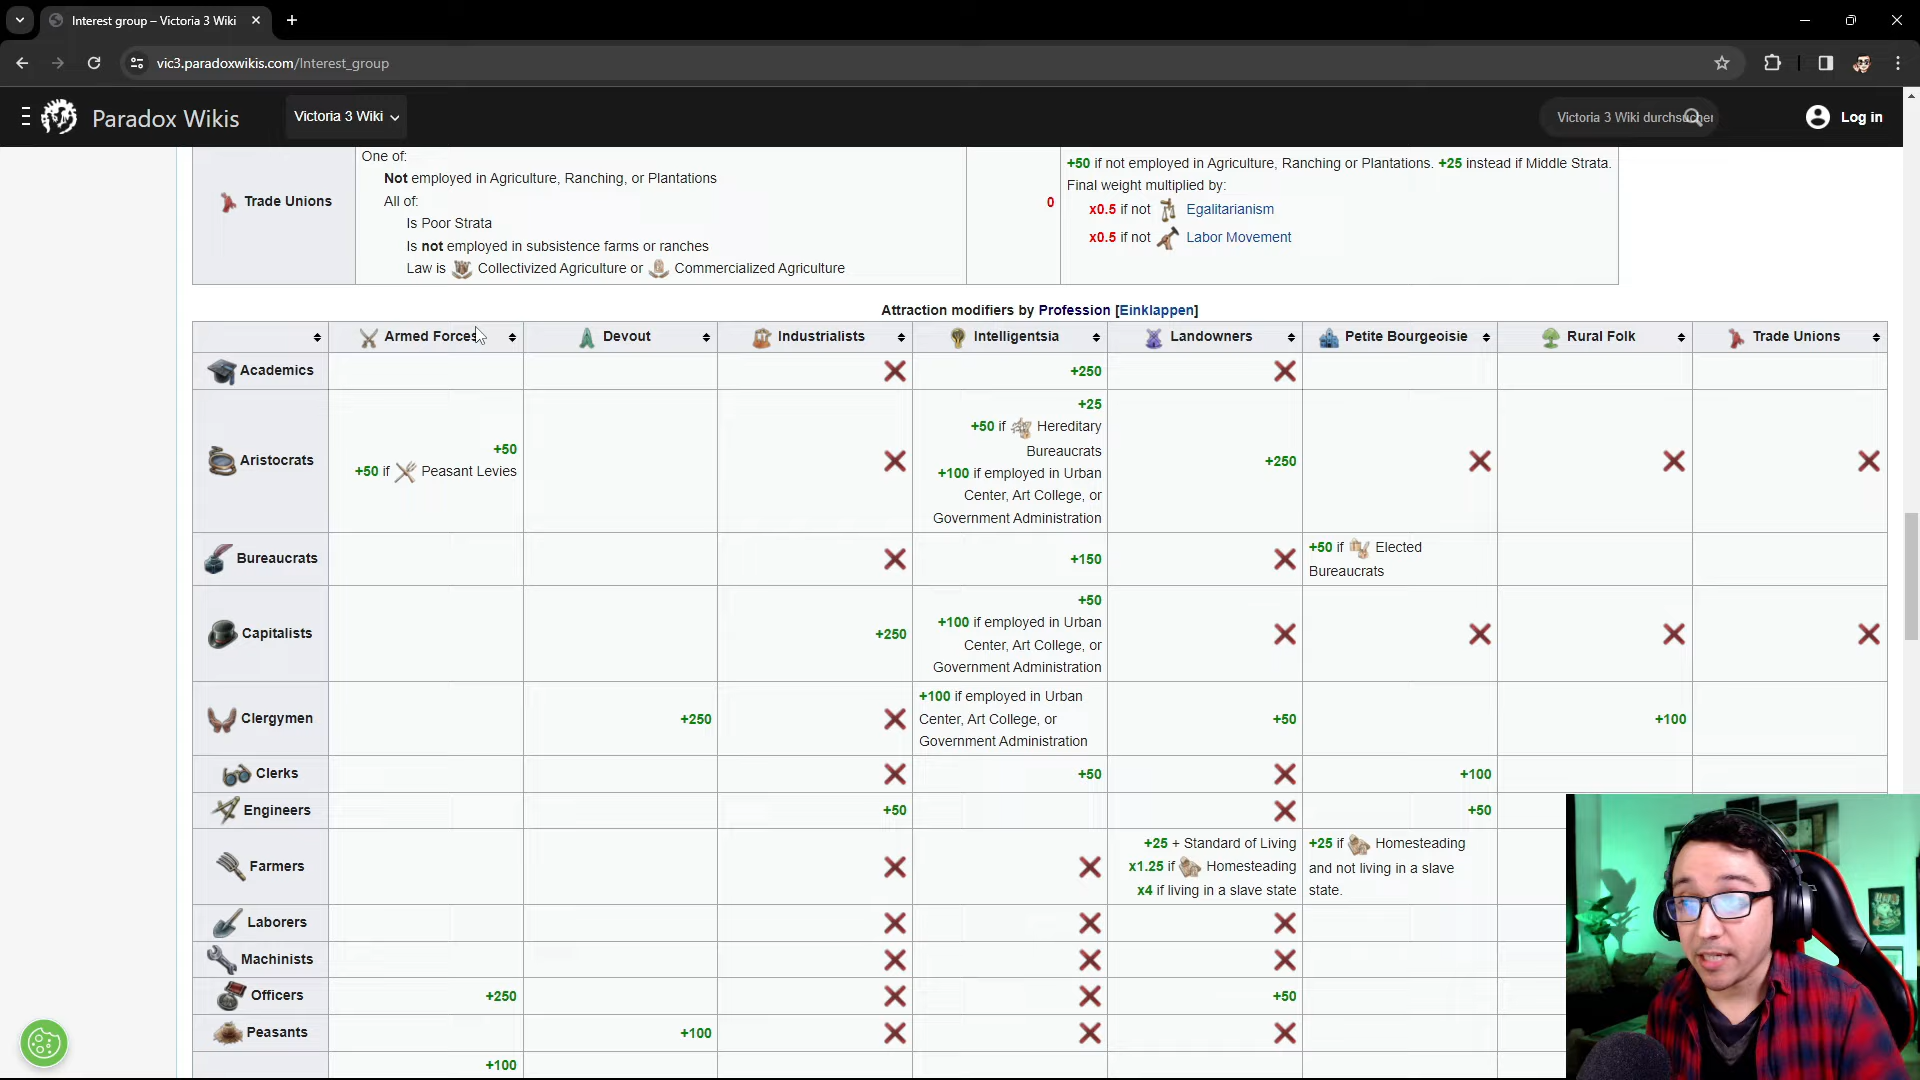 Interest group – Victoria 3 Wiki
vic3.paradoxwikis.com/Interest_group
Paradox Wikis
Victoria 3 Wiki
Victoria 3 Wiki durchsuchen
Log in
Trade Unions
One of:
Not employed in Agriculture, Ranching, or Plantations
All of:
Is Poor Strata
Is not employed in subsistence farms or ranches
Law is Collectivized Agriculture or Commercialized Agriculture
0
+50 if not employed in Agriculture, Ranching or Plantations. +25 instead if Middle Strata.
Final weight multiplied by:
x0.5 if not Egalitarianism
x0.5 if not Labor Movement
Attraction modifiers by Profession [Einklappen]
Armed Forces
Devout
Industrialists
Intelligentsia
Landowners
Petite Bourgeoisie
Rural Folk
Trade Unions
Academics
+250
Aristocrats
+50
+50 if Peasant Levies
+25
+50 if Hereditary
Bureaucrats
+100 if employed in Urban
Center, Art College, or
Government Administration
+250
Bureaucrats
+150
+50 if Elected
Bureaucrats
Capitalists
+250
+50
+100 if employed in Urban
Center, Art College, or
Government Administration
Clergymen
+250
+100 if employed in Urban
Center, Art College, or
Government Administration
+50
+100
Clerks
+50
+100
Engineers
+50
+50
Farmers
+25 + Standard of Living
x1.25 if Homesteading
x4 if living in a slave state
+25 if Homesteading
and not living in a slave
state.
Laborers
Machinists
Officers
+250
+50
Peasants
+100
+100